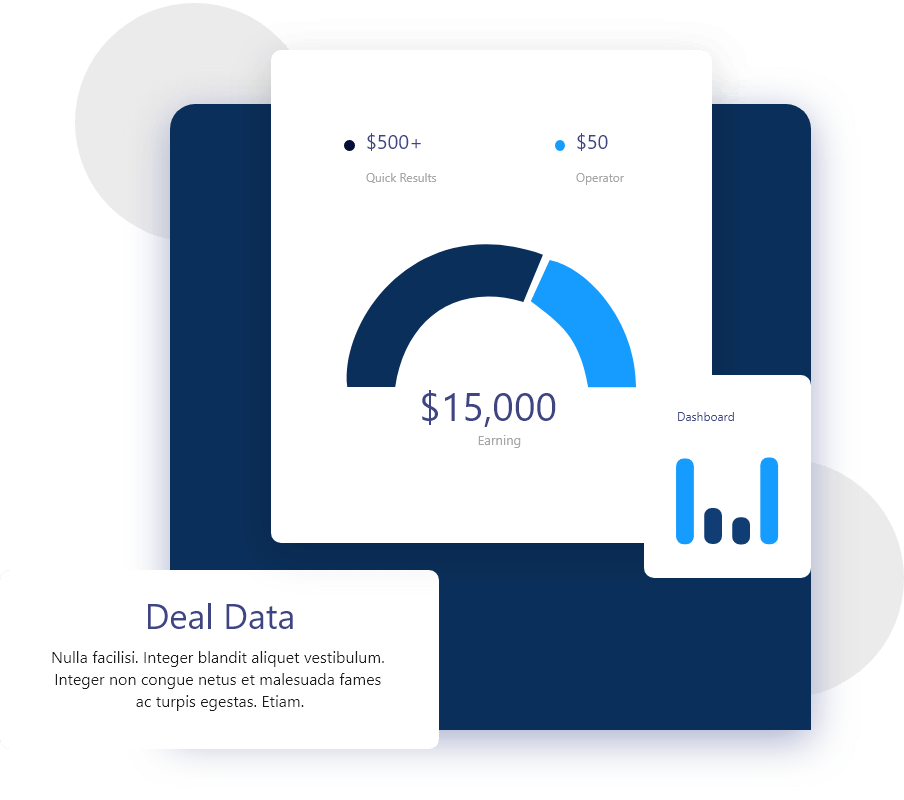 $500+
Quick Results
$50
Operator
$15,000
Earning
Dashboard
Deal Data
Nulla facilisi. Integer blandit aliquet vestibulum.
Integer non congue netus et malesuada fames
ac turpis egestas. Etiam.